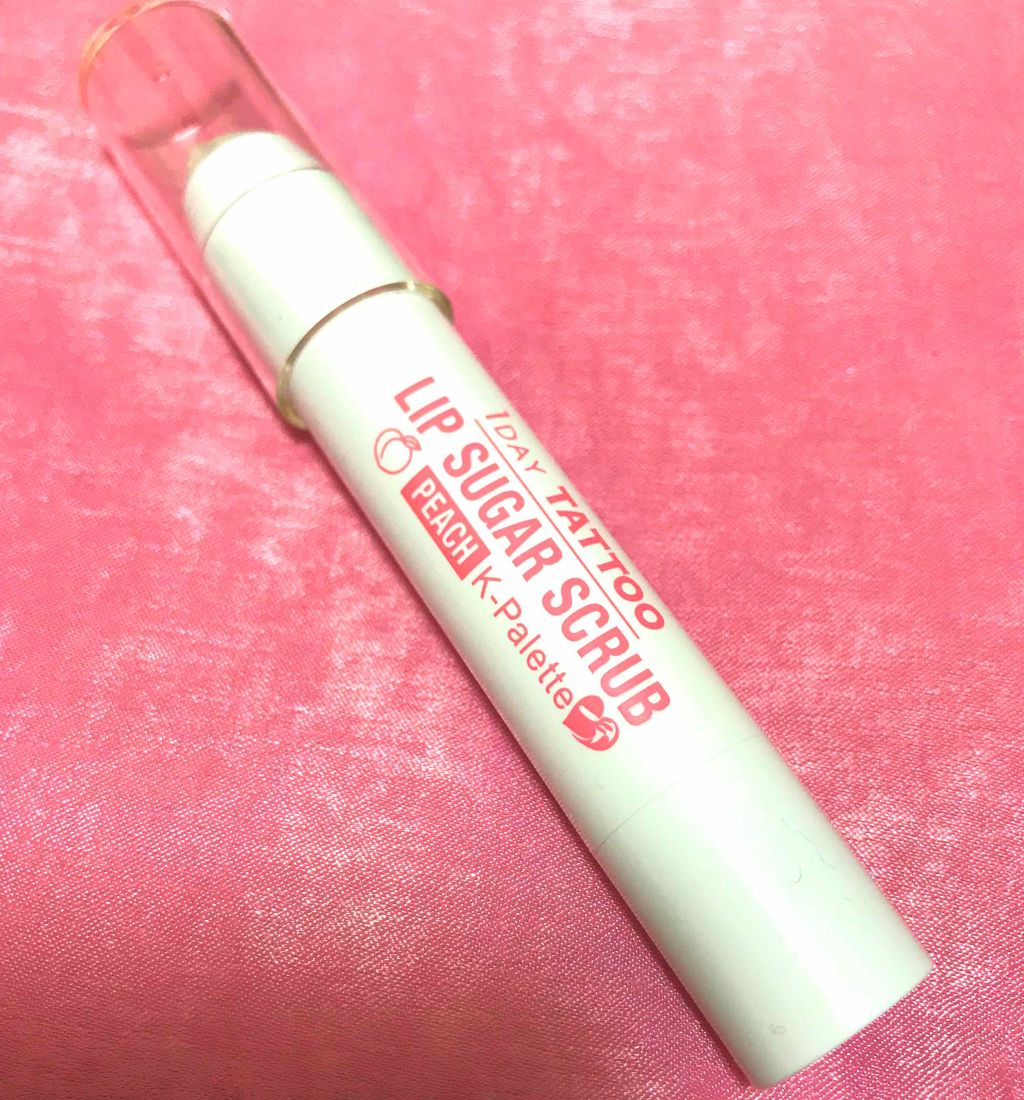 1DAY TATTOO
LIP SUGAR SCRUB
PEACH K-Palette